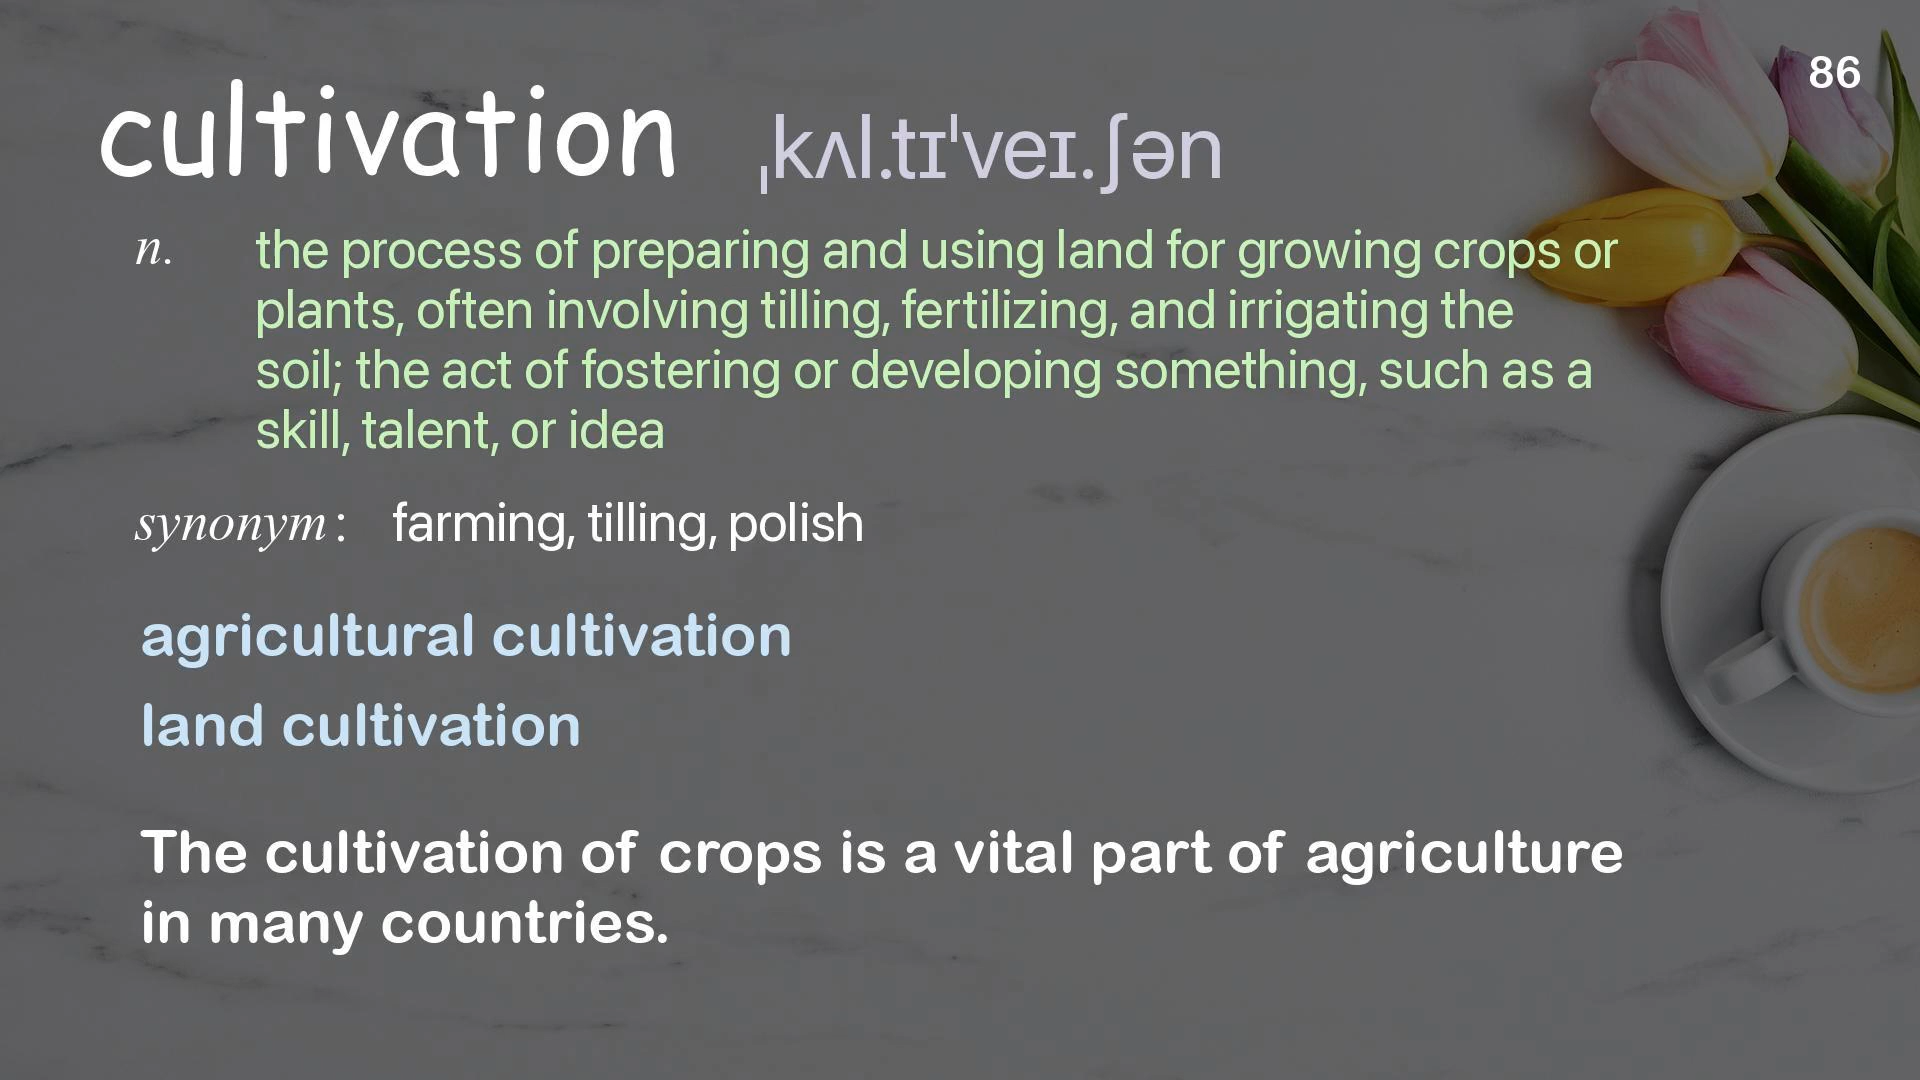 86
cultivation ˌkʌl.tɪˈveɪ.ʃən
n. the process of preparing and using land for growing crops or
plants, often involving tilling, fertilizing, and irrigating the
soil; the act of fostering or developing something, such as a
skill, talent, or idea
synonym: farming, tilling, polish
agricultural cultivation
land cultivation
The cultivation of crops is a vital part of agriculture
in many countries.